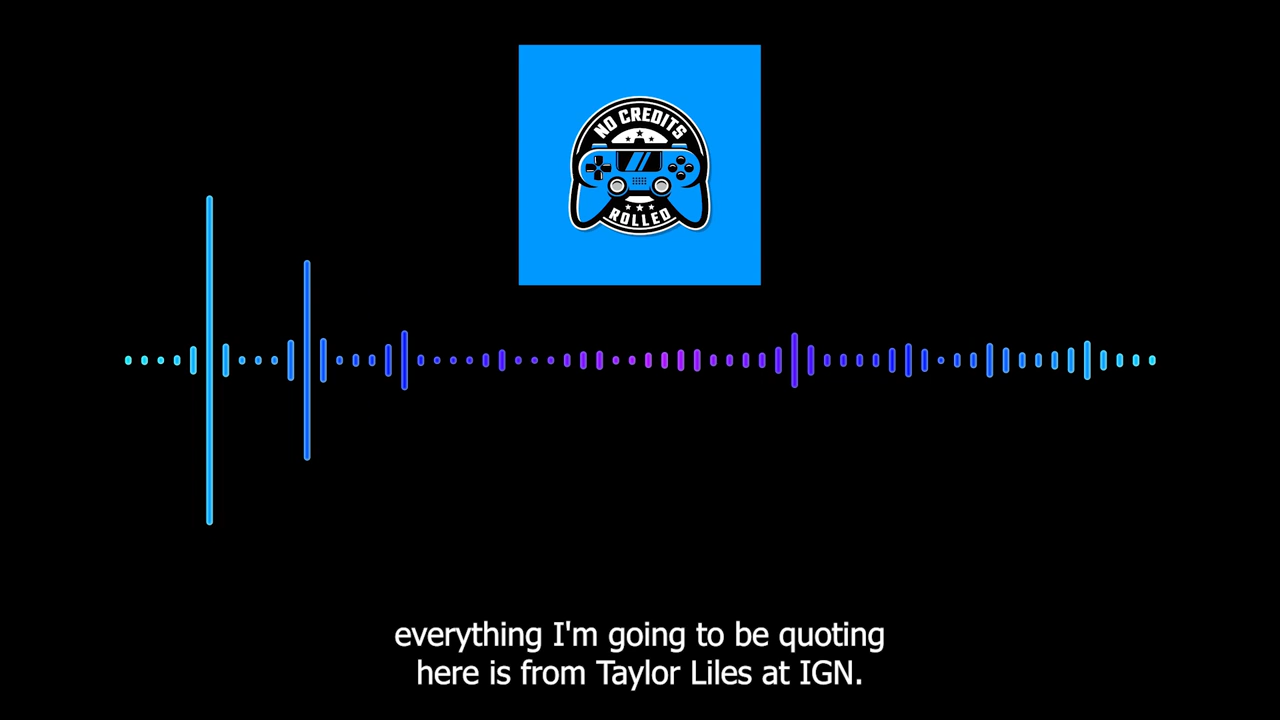 NO CREDITS
ROLLED
everything I'm going to be quoting
here is from Taylor Liles at IGN.